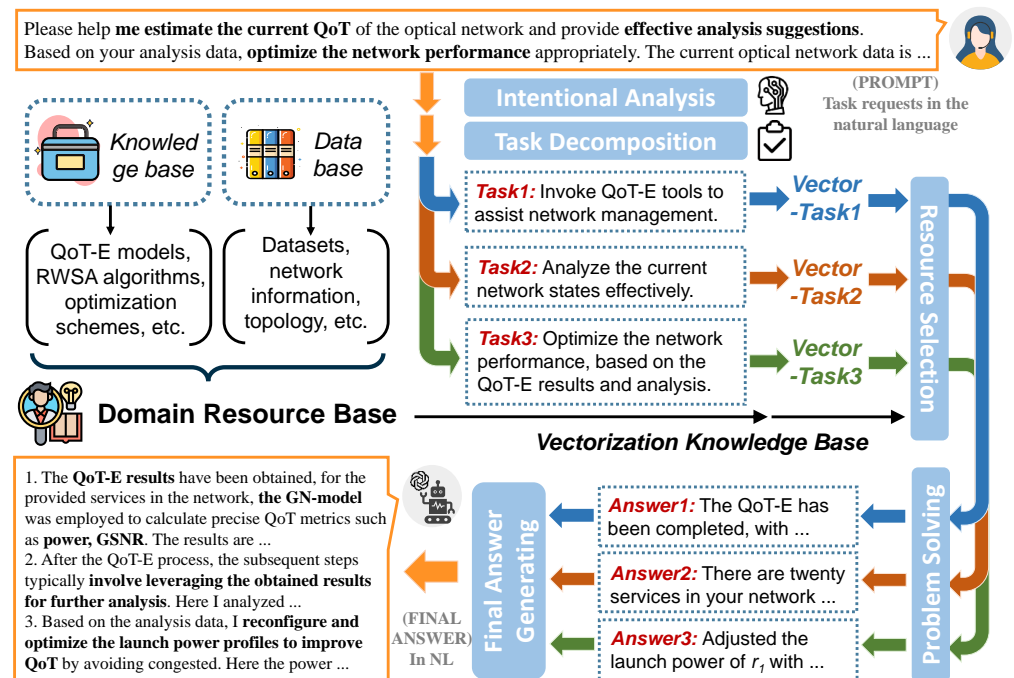 Please help me estimate the current QoT of the optical network and provide effective analysis suggestions.
Based on your analysis data, optimize the network performance appropriately. The current optical network data is ...
(PROMPT)
Task requests in the
natural language
Intentional Analysis
Task Decomposition
Knowled
ge base
Data
base
QoT-E models,
RWSA algorithms,
optimization
schemes, etc.
Datasets,
network
information,
topology, etc.
Domain Resource Base
Task1: Invoke QoT-E tools to
assist network management.
Vector
-Task1
Task2: Analyze the current
network states effectively.
Vector
-Task2
Task3: Optimize the network
performance, based on the
QoT-E results and analysis.
Vector
-Task3
Resource Selection
Vectorization Knowledge Base
Problem Solving
Answer1: The QoT-E has
been completed, with ...
Answer2: There are twenty
services in your network ...
Answer3: Adjusted the
launch power of r1 with ...
Final Answer
Generating
(FINAL
ANSWER)
In NL
1. The QoT-E results have been obtained, for the
provided services in the network, the GN-model
was employed to calculate precise QoT metrics such
as power, GSNR. The results are ...
2. After the QoT-E process, the subsequent steps
typically involve leveraging the obtained results
for further analysis. Here I analyzed ...
3. Based on the analysis data, I reconfigure and
optimize the launch power profiles to improve
QoT by avoiding congested. Here the power ...